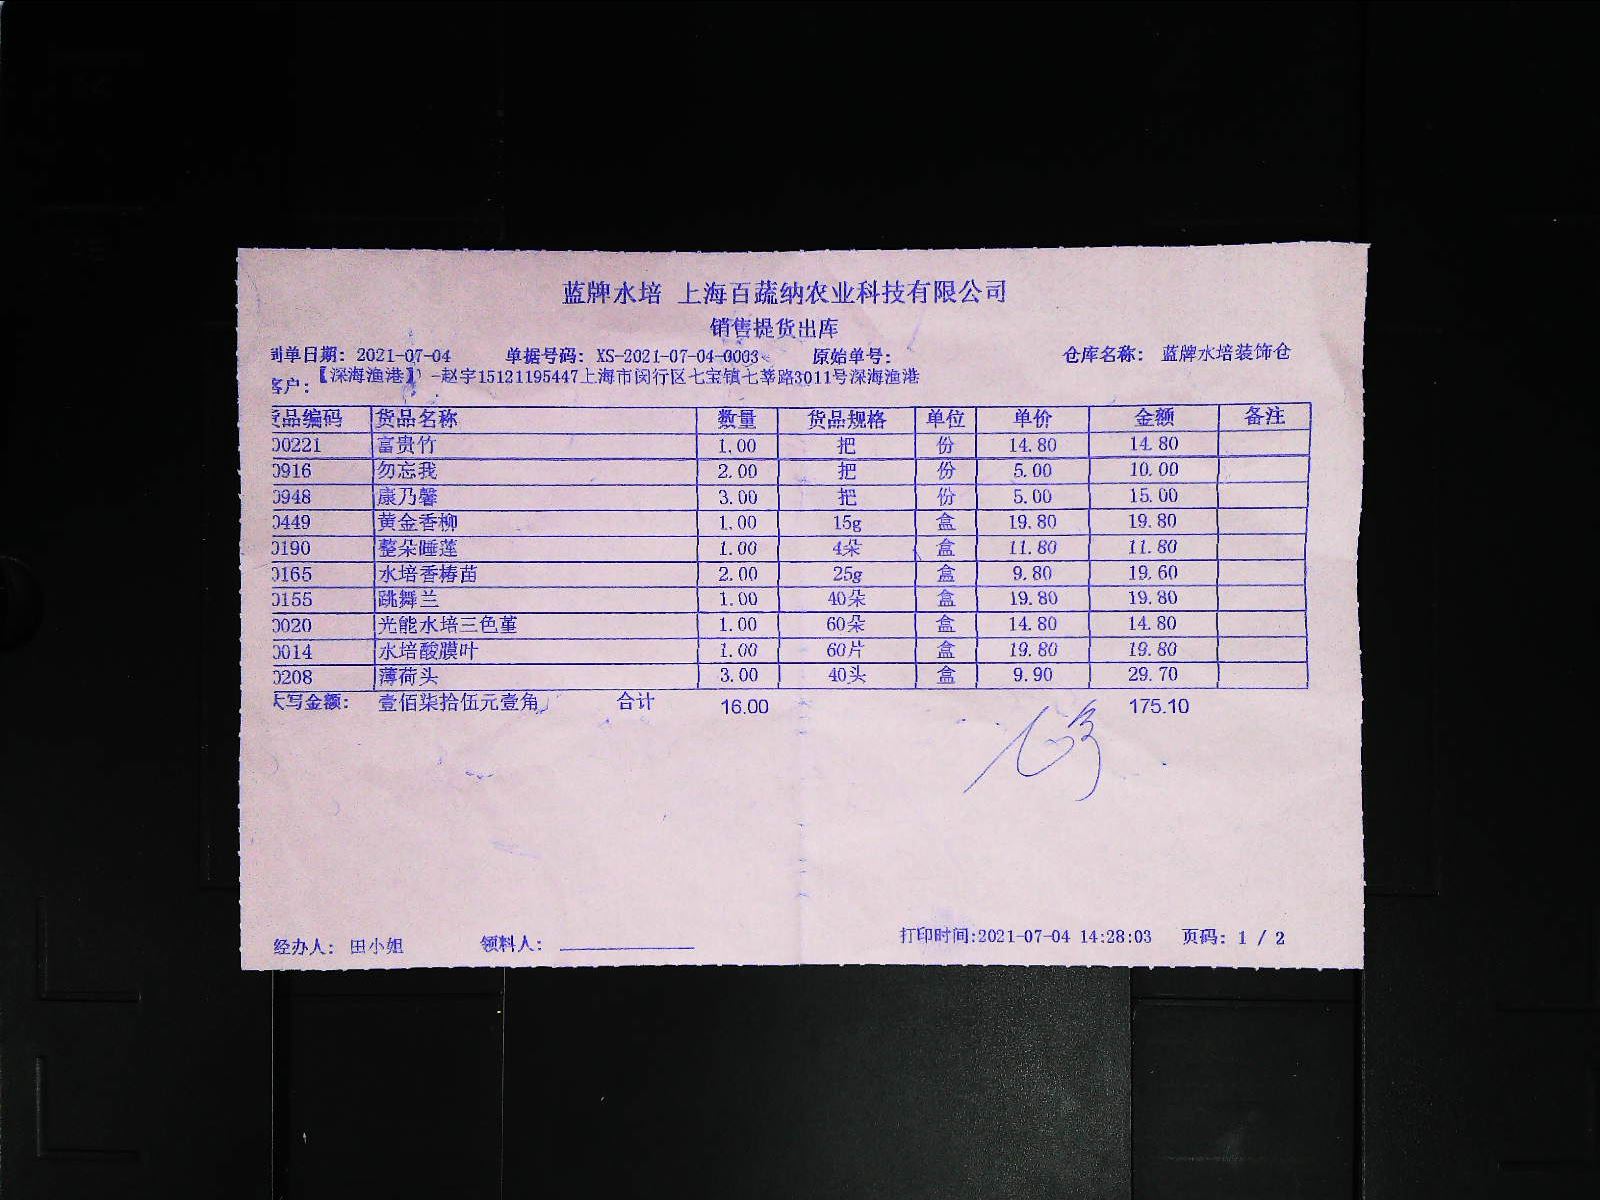 蓝牌水培 上海百蔬纳农业科技有限公司
销售提货出库
制单日期: 2021-07-04 单据号码: XS-2021-07-04-0003 原始单号: 仓库名称: 蓝牌水培装饰仓
客户: 【深海渔港】-赵宇15121195447上海市闵行区七宝镇七莘路3011号深海渔港
货品编码 货品名称 数量 货品规格 单位 单价 金额 备注
00221 富贵竹 1.00 把 份 14.80 14.80
0916 勿忘我 2.00 把 份 5.00 10.00
0948 康乃馨 3.00 把 份 5.00 15.00
0449 黄金香柳 1.00 15g 盒 19.80 19.80
0190 整朵睡莲 1.00 4朵 盒 11.80 11.80
0165 水培香椿苗 2.00 25g 盒 9.80 19.60
0155 跳舞兰 1.00 40朵 盒 19.80 19.80
0020 光能水培三色堇 1.00 60朵 盒 14.80 14.80
0014 水培酸膜叶 1.00 60片 盒 19.80 19.80
0208 薄荷头 3.00 40头 盒 9.90 29.70
大写金额: 壹佰柒拾伍元壹角 合计 16.00 175.10
经办人: 田小姐 领料人: 打印时间:2021-07-04 14:28:03 页码: 1 / 2